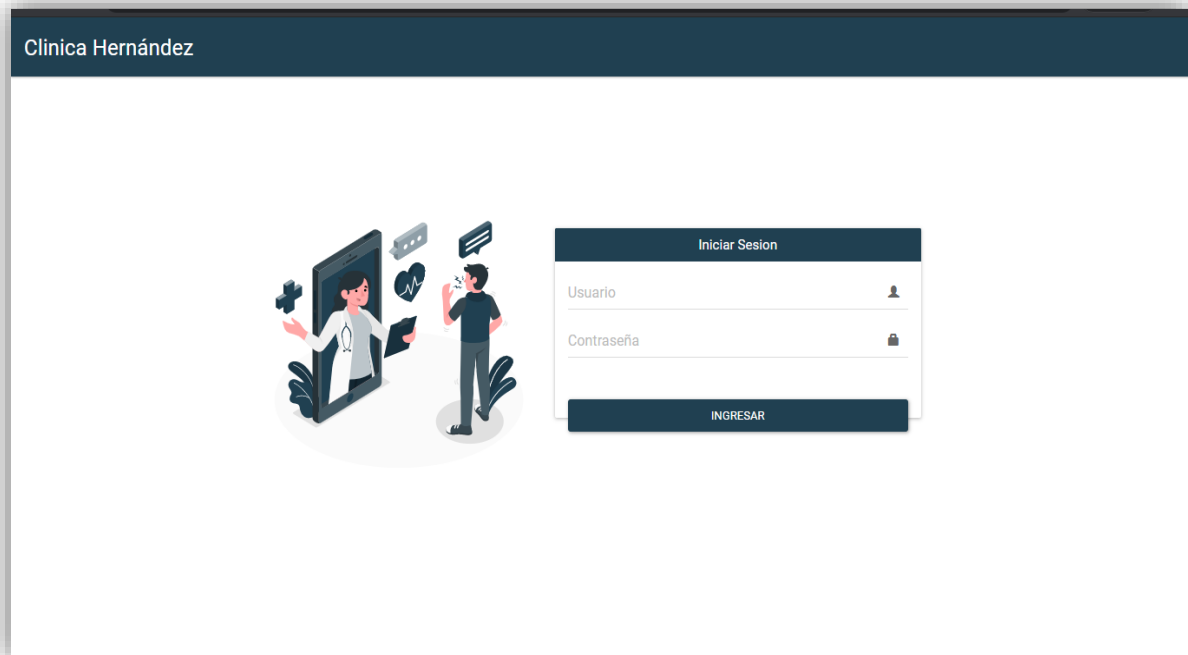 Clinica Hernández
Iniciar Sesion
Usuario
Contraseña
INGRESAR